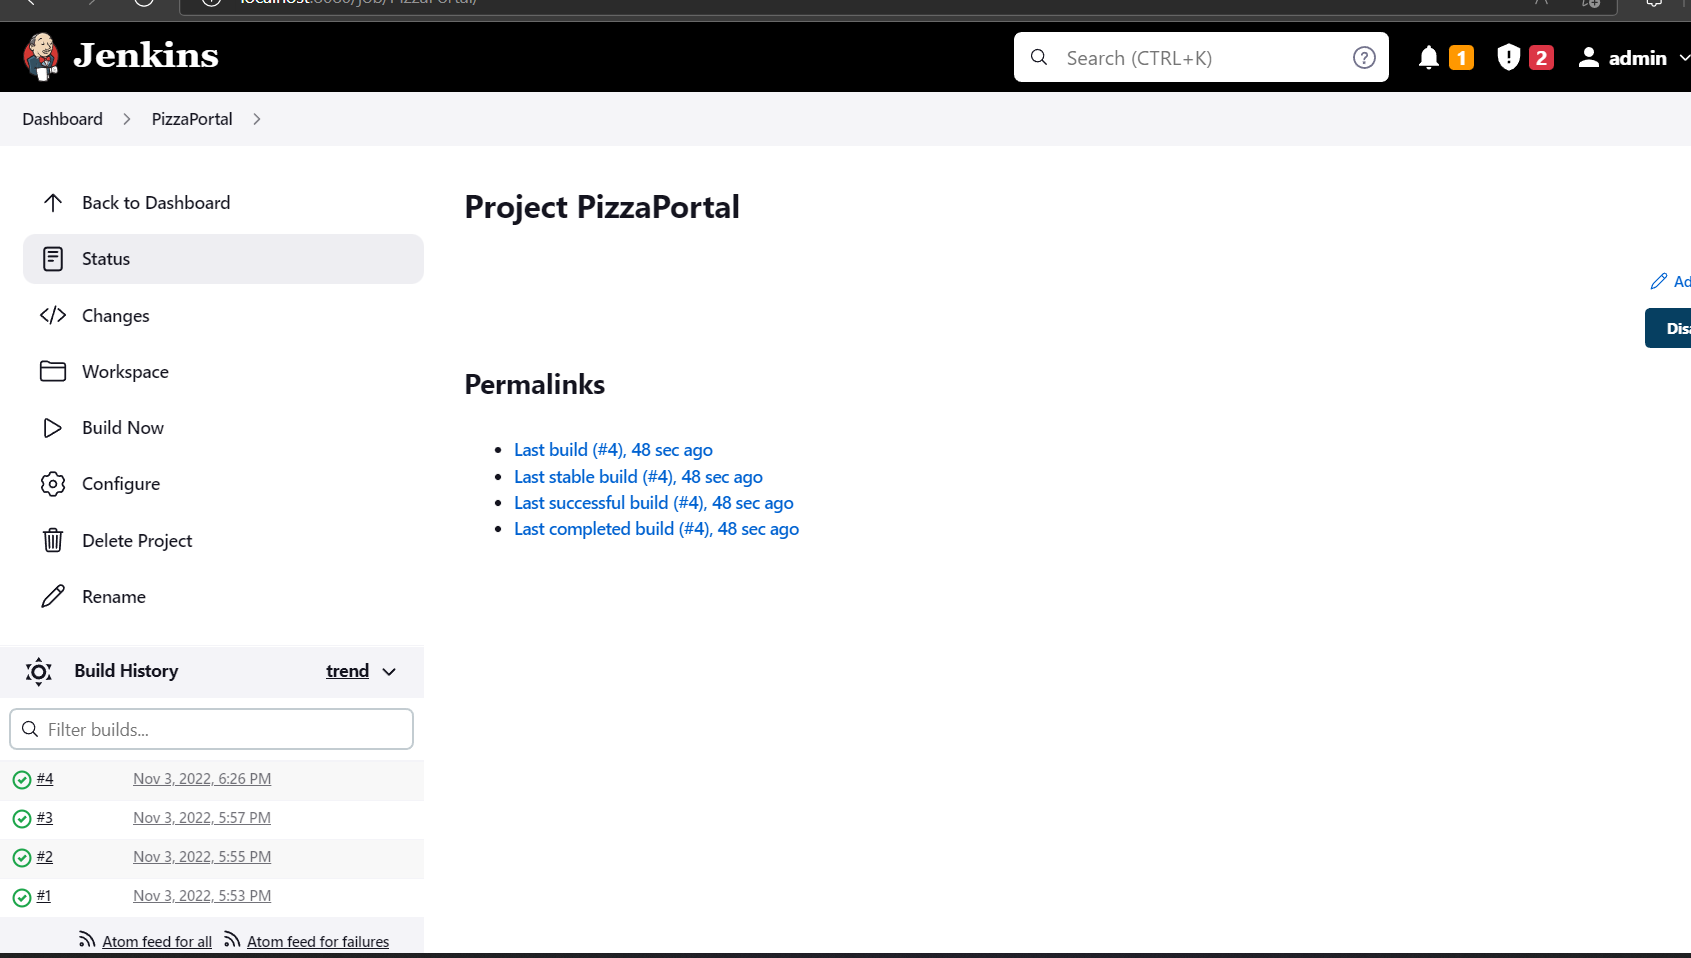 Jenkins
Search (CTRL+K)
1
2
admin
Dashboard
PizzaPortal
Back to Dashboard
Status
Changes
Workspace
Build Now
Configure
Delete Project
Rename
Project PizzaPortal
Ad
Disa
Permalinks
Last build (#4), 48 sec ago
Last stable build (#4), 48 sec ago
Last successful build (#4), 48 sec ago
Last completed build (#4), 48 sec ago
Build History trend
Filter builds...
#4 Nov 3, 2022, 6:26 PM
#3 Nov 3, 2022, 5:57 PM
#2 Nov 3, 2022, 5:55 PM
#1 Nov 3, 2022, 5:53 PM
Atom feed for all Atom feed for failures